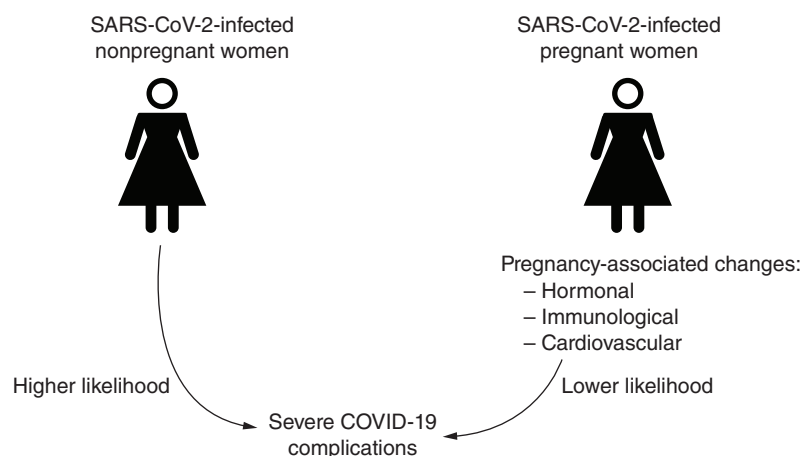 SARS-CoV-2-infected
nonpregnant women
SARS-CoV-2-infected
pregnant women
Pregnancy-associated changes:
– Hormonal
– Immunological
– Cardiovascular
Higher likelihood
Lower likelihood
Severe COVID-19
complications